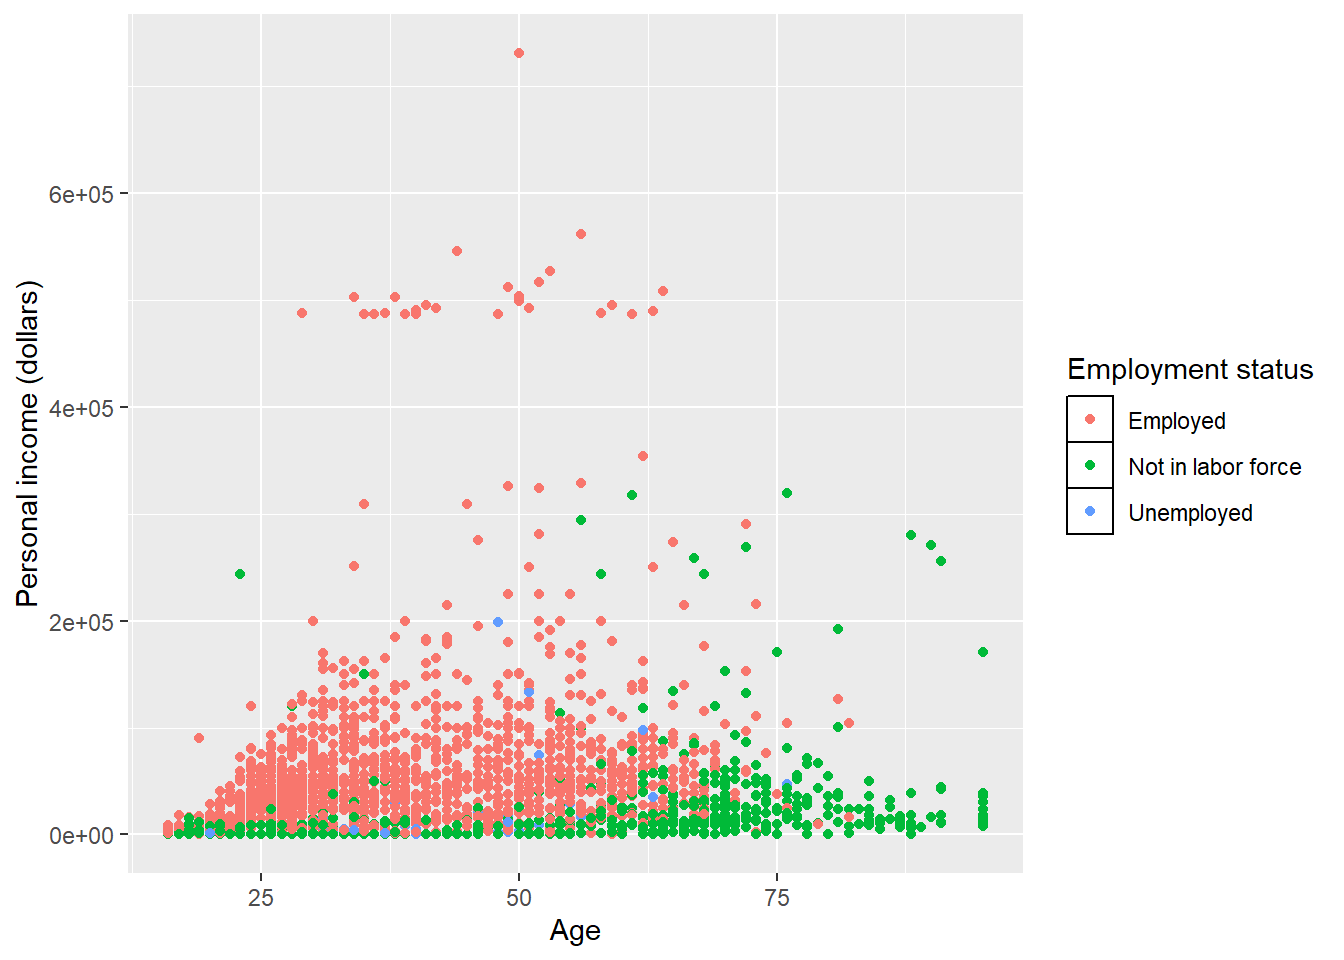 Personal income (dollars)
6e+05
4e+05
2e+05
0e+00
25
50
75
Age
Employment status
Employed
Not in labor force
Unemployed